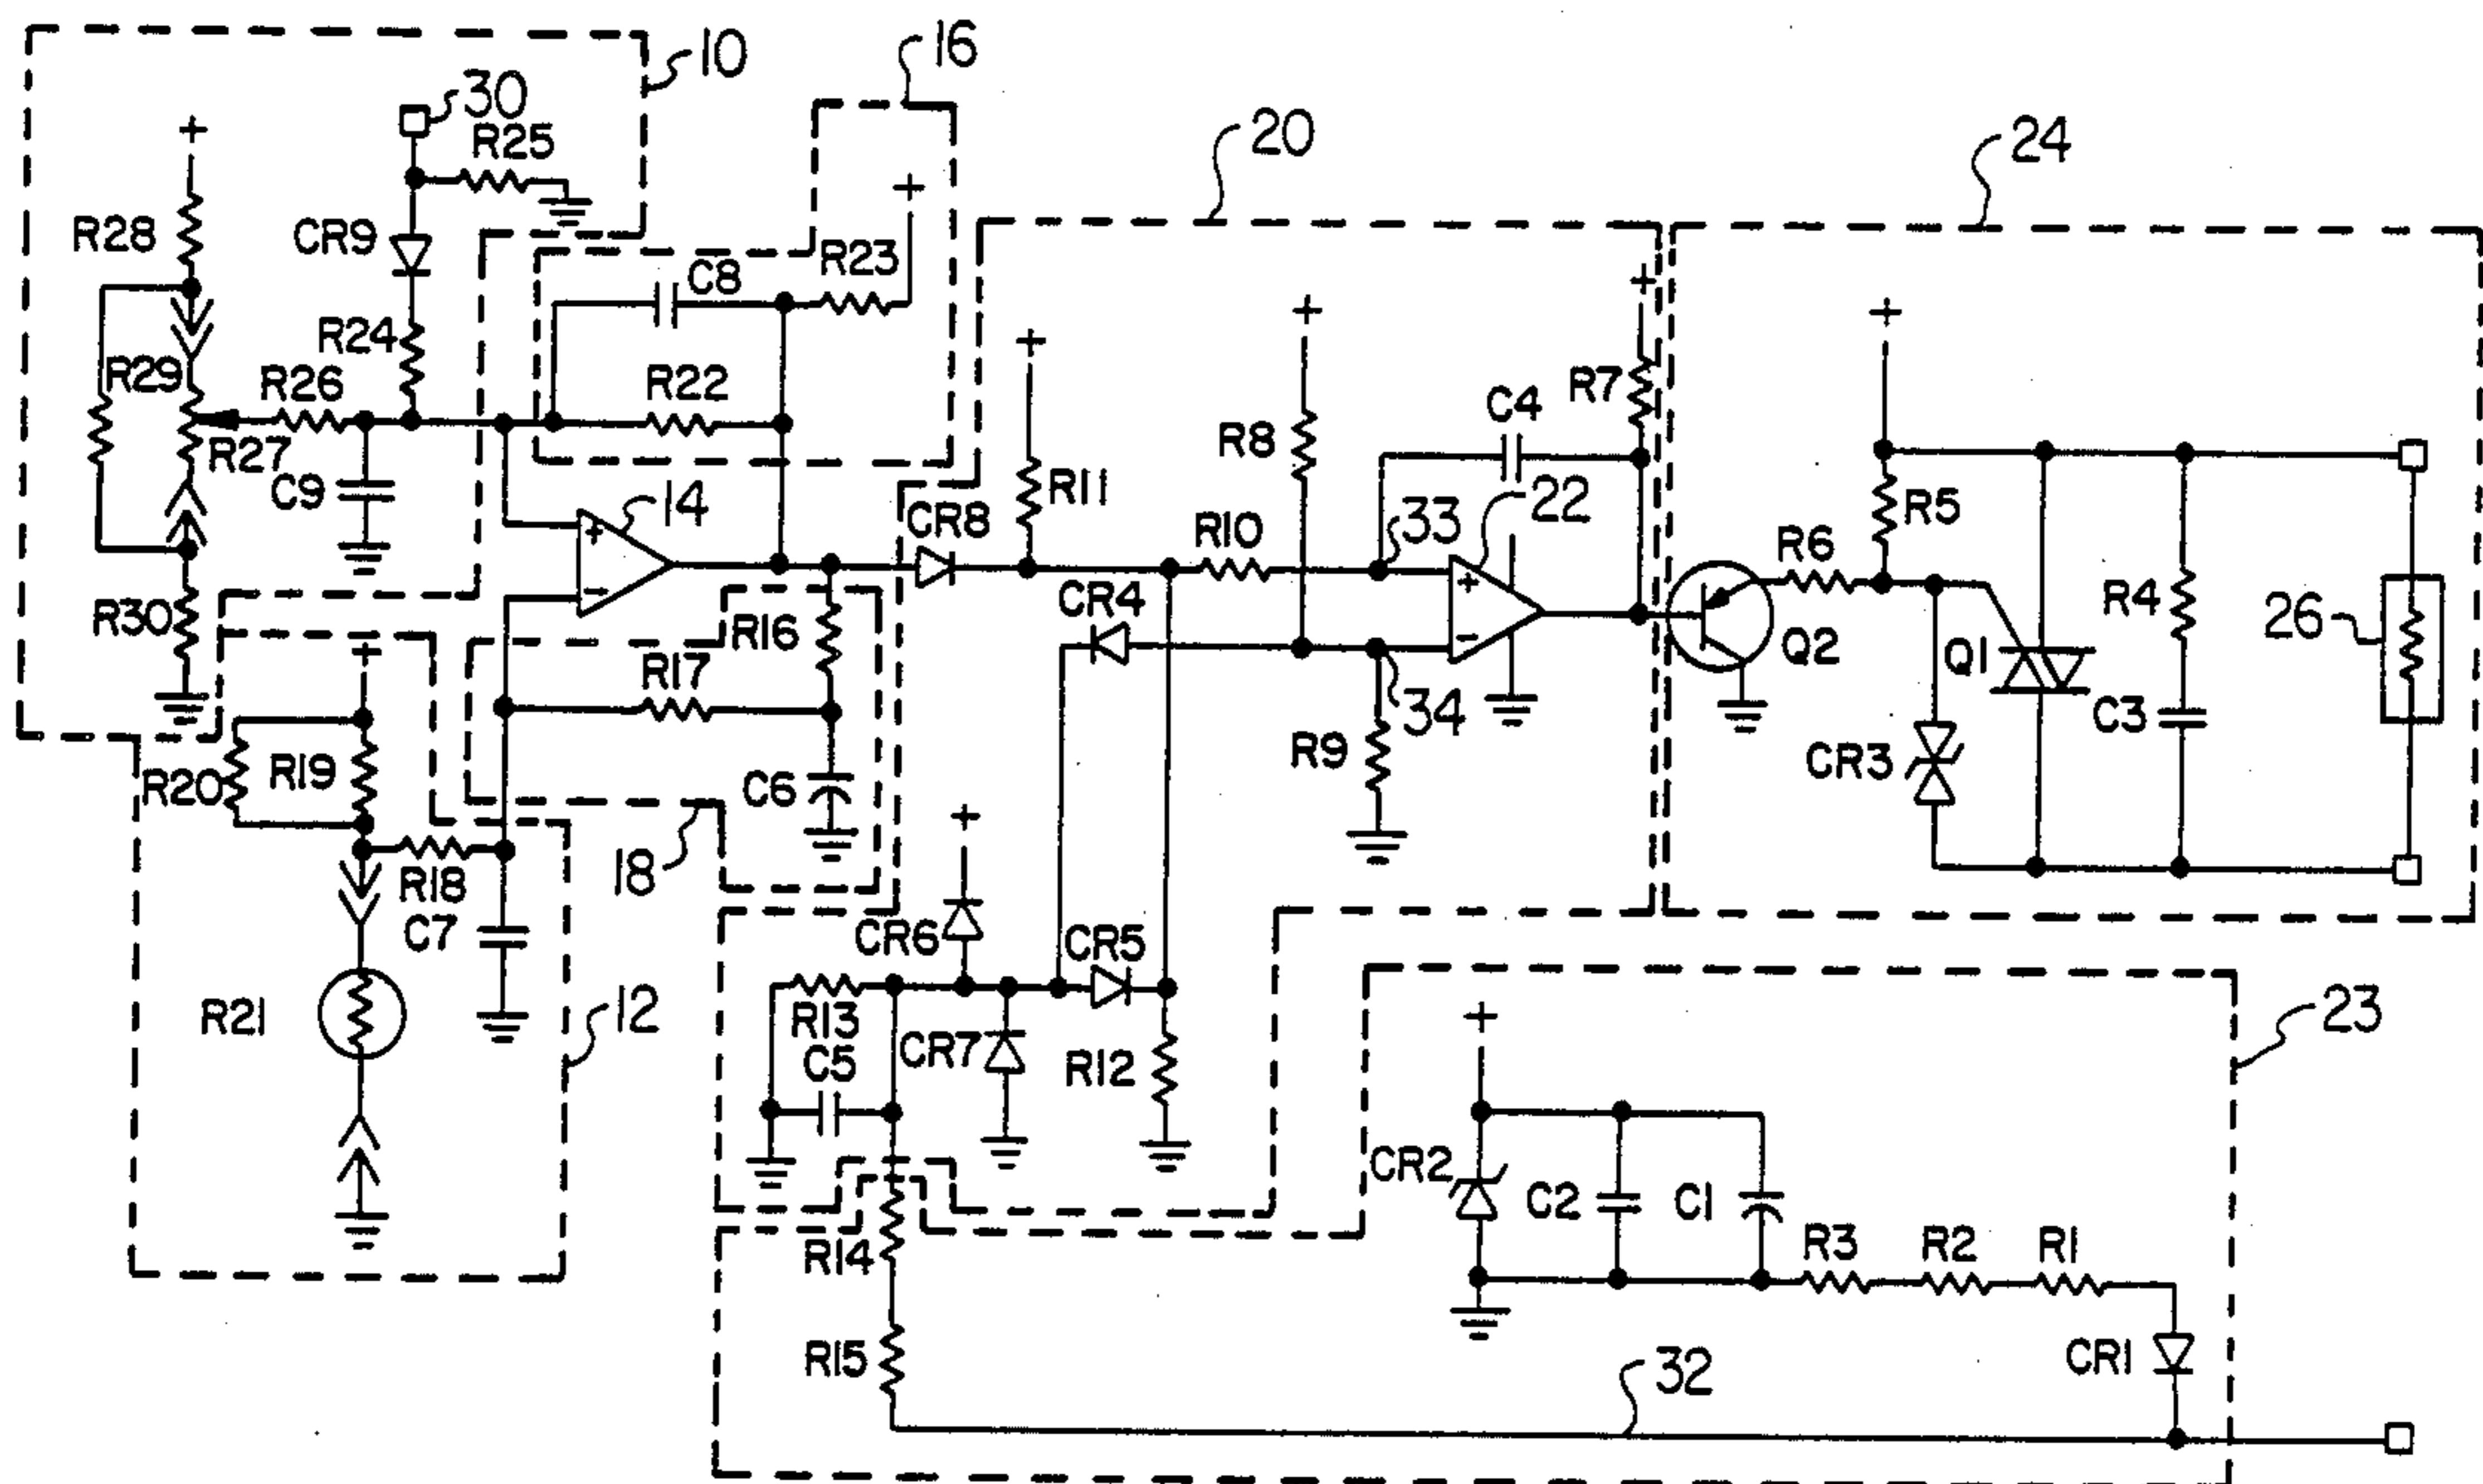 10
16
30
R25
+
+
20
24
R28
CR9
C8
R23
+
+
+
+
R24
R29
R26
R22
R7
R8
C4
R27
C9
14
CR8
R11
R10
33
22
R5
R6
+
-
CR4
+
-
R30
+
R16
R17
34
Q2
Q1
R4
26
R20
R19
C6
R9
C3
CR3
+
R18
18
C7
CR6
CR5
R21
12
R13
CR7
+
23
C5
R12
CR2
C2
C1
R3
R2
R1
R14
R15
32
CR1